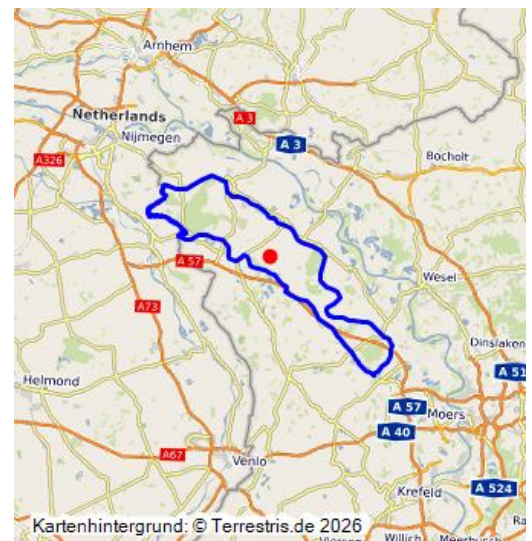 Arnhem
A 3
Netherlands
Nijmegen
A 3
A326
Bocholt
A 57
Wesel
A73
Dinslaken
Helmond
A 51
A 57
Moers
A 40
A67
Venlo
A 524
Krefeld
Willich
Kartenhintergrund: © Terrestris.de 2026